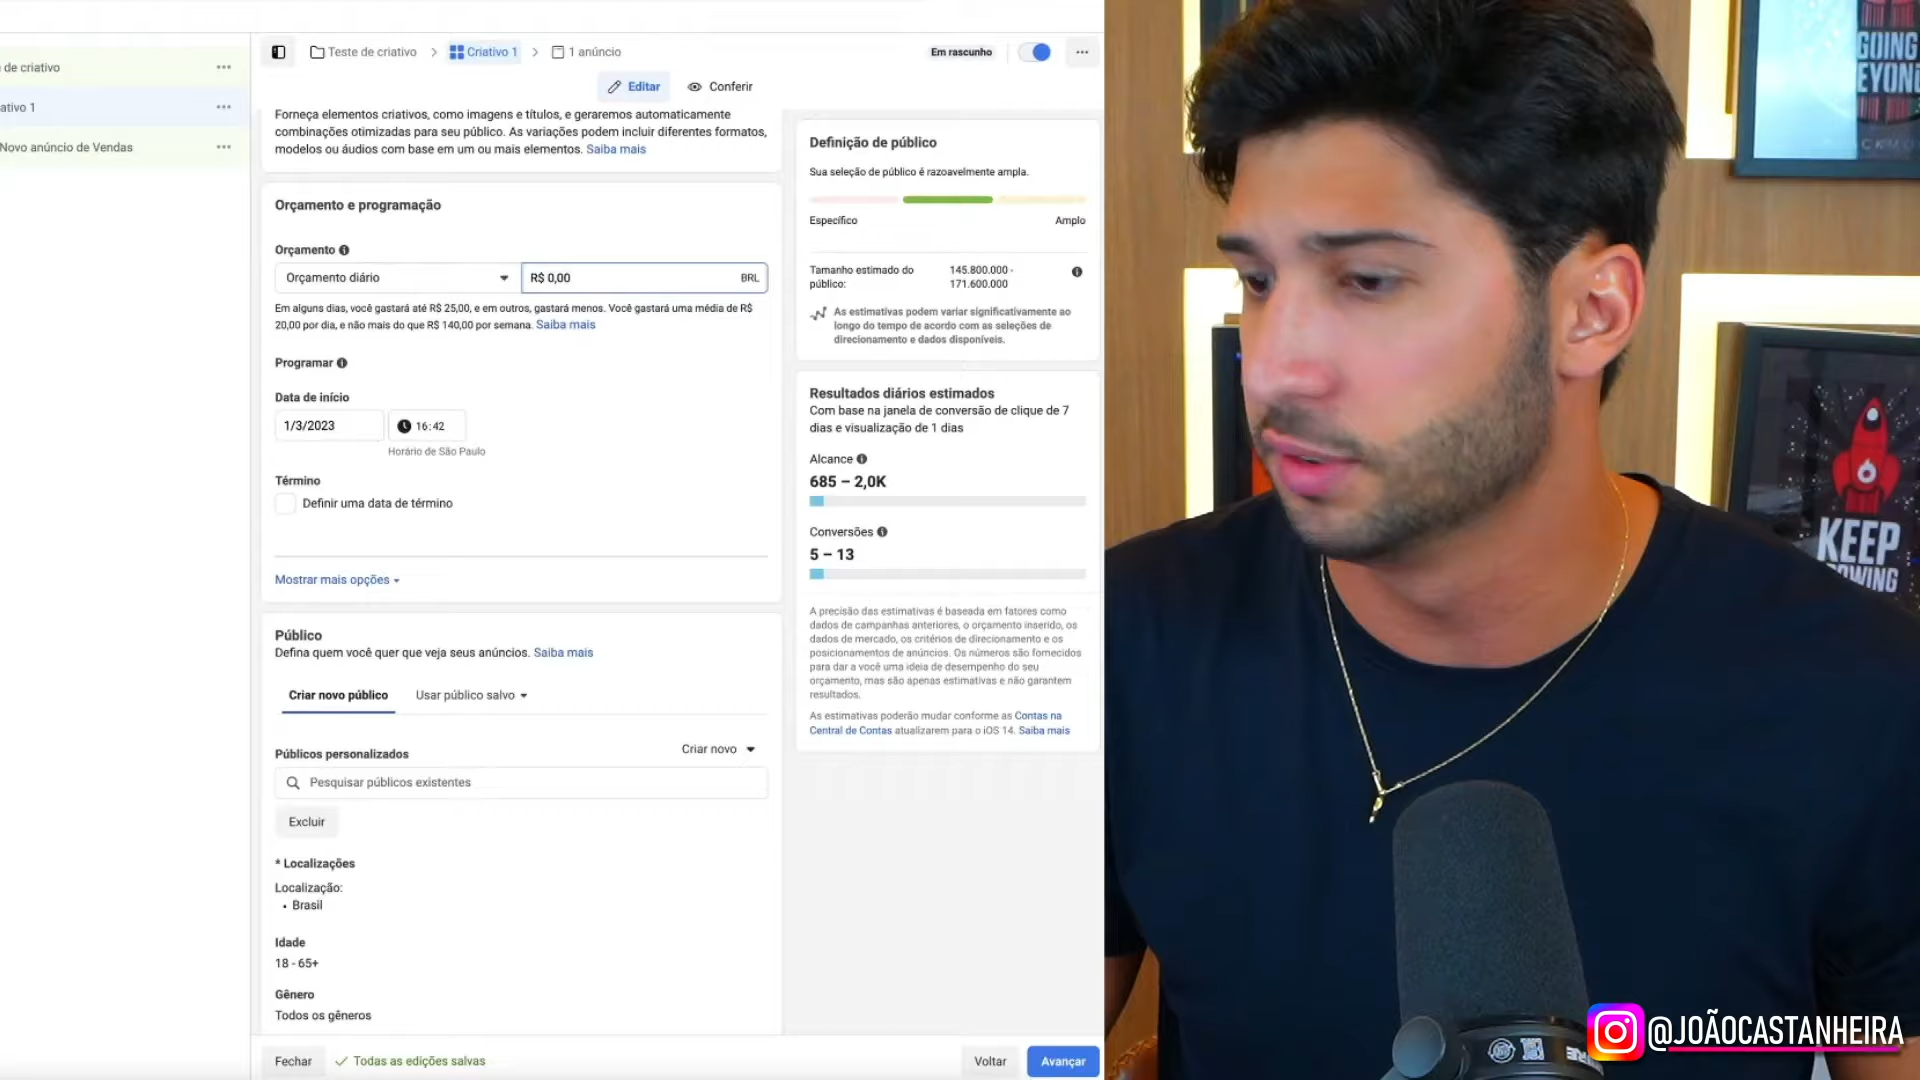 Teste de criativo
Criativo 1
1 anúncio
Em rascunho
de criativo
ativo 1
Novo anúncio de Vendas
Editar
Conferir
Forneça elementos criativos, como imagens e títulos, e geraremos automaticamente
combinações otimizadas para seu público. As variações podem incluir diferentes formatos,
modelos ou áudios com base em um ou mais elementos. Saiba mais
Orçamento e programação
Orçamento
Orçamento diário
R$ 0,00
BRL
Em alguns dias, você gastará até R$ 25,00, e em outros, gastará menos. Você gastará uma média de R$
20,00 por dia, e não mais do que R$ 140,00 por semana. Saiba mais
Programar
Data de início
1/3/2023
16:42
Horário de São Paulo
Término
Definir uma data de término
Mostrar mais opções
Público
Defina quem você quer que veja seus anúncios. Saiba mais
Criar novo público
Usar público salvo
Públicos personalizados
Criar novo
Pesquisar públicos existentes
Excluir
* Localizações
Localização:
• Brasil
Idade
18 - 65+
Gênero
Todos os gêneros
Fechar
Todas as edições salvas
Voltar
Avançar
Definição de público
Sua seleção de público é razoavelmente ampla.
Específico
Amplo
Tamanho estimado do
público:
145.800.000 -
171.600.000
As estimativas podem variar significativamente ao
longo do tempo de acordo com as seleções de
direcionamento e dados disponíveis.
Resultados diários estimados
Com base na janela de conversão de clique de 7
dias e visualização de 1 dias
Alcance
685 – 2,0K
Conversões
5 – 13
A precisão das estimativas é baseada em fatores como
dados de campanhas anteriores, o orçamento inserido, os
dados de mercado, os critérios de direcionamento e os
posicionamentos de anúncios. Os números são fornecidos
para dar a você uma ideia de desempenho do seu
orçamento, mas são apenas estimativas e não garantem
resultados.
As estimativas poderão mudar conforme as Contas na
Central de Contas atualizarem para o iOS 14. Saiba mais
GOING
KEEP
@JOÃOCASTANHEIRA